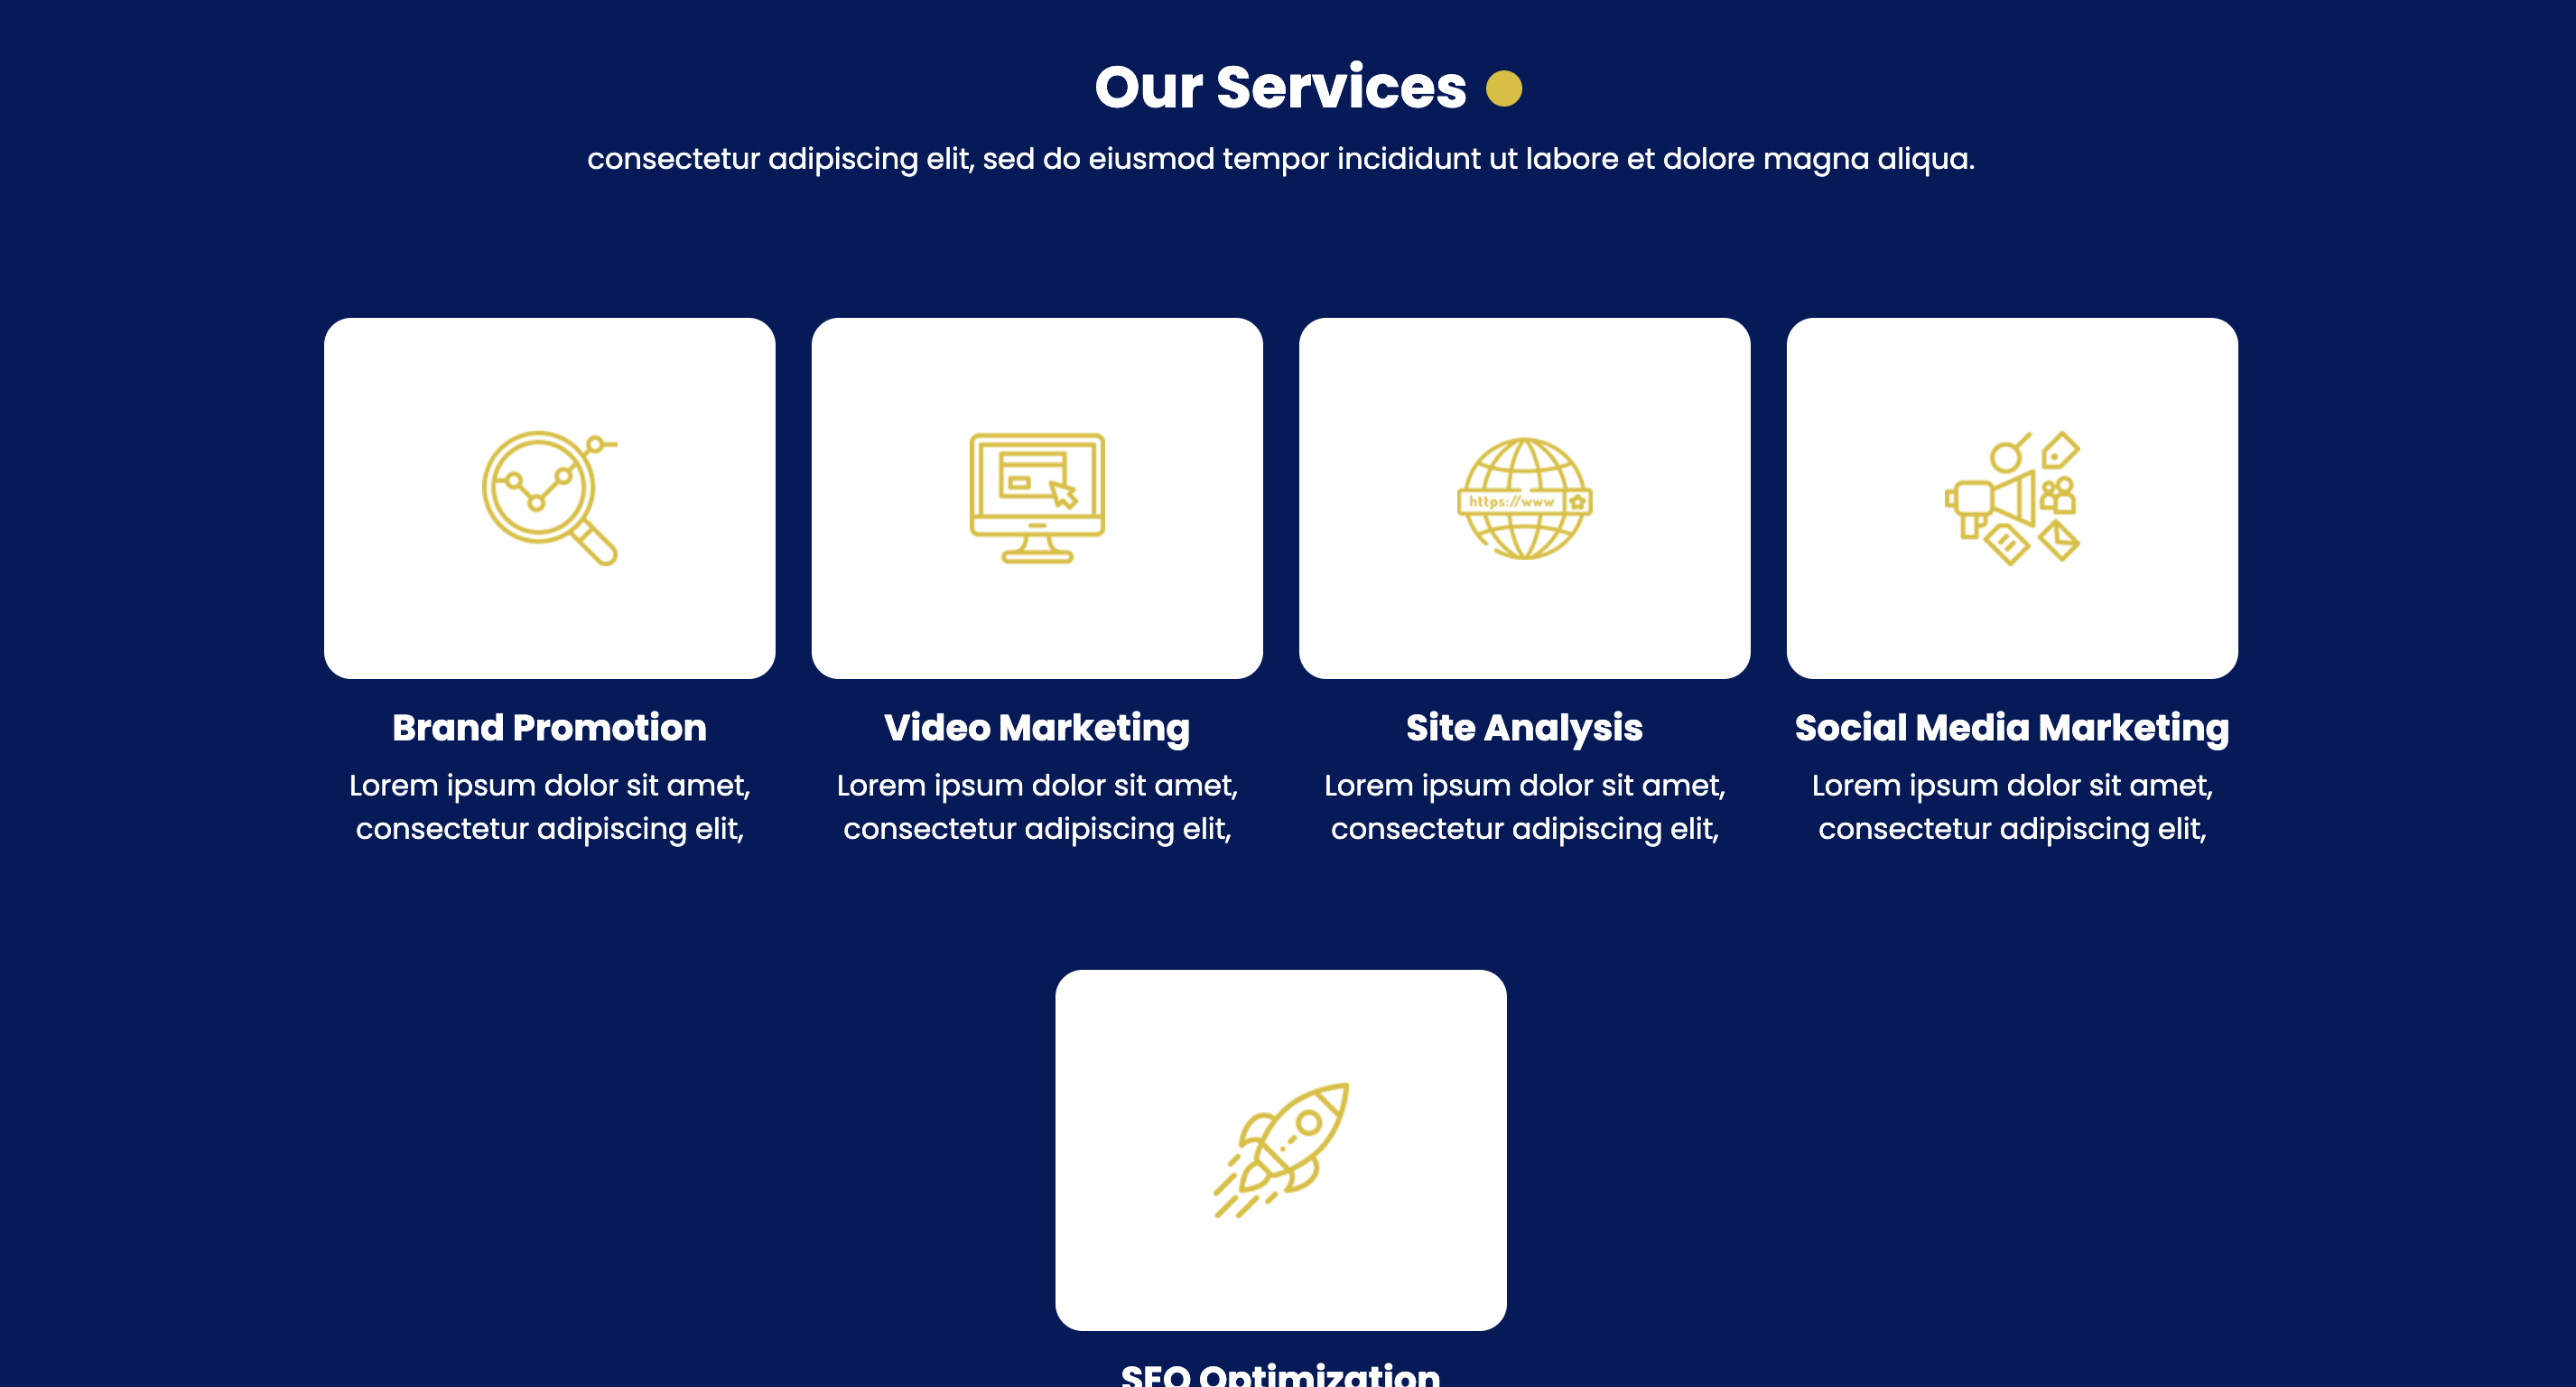 Our Services
consectetur adipiscing elit, sed do eiusmod tempor incididunt ut labore et dolore magna aliqua.
https://www
Brand Promotion
Lorem ipsum dolor sit amet,
consectetur adipiscing elit,
Video Marketing
Lorem ipsum dolor sit amet,
consectetur adipiscing elit,
Site Analysis
Lorem ipsum dolor sit amet,
consectetur adipiscing elit,
Social Media Marketing
Lorem ipsum dolor sit amet,
consectetur adipiscing elit,
SEO Optimization